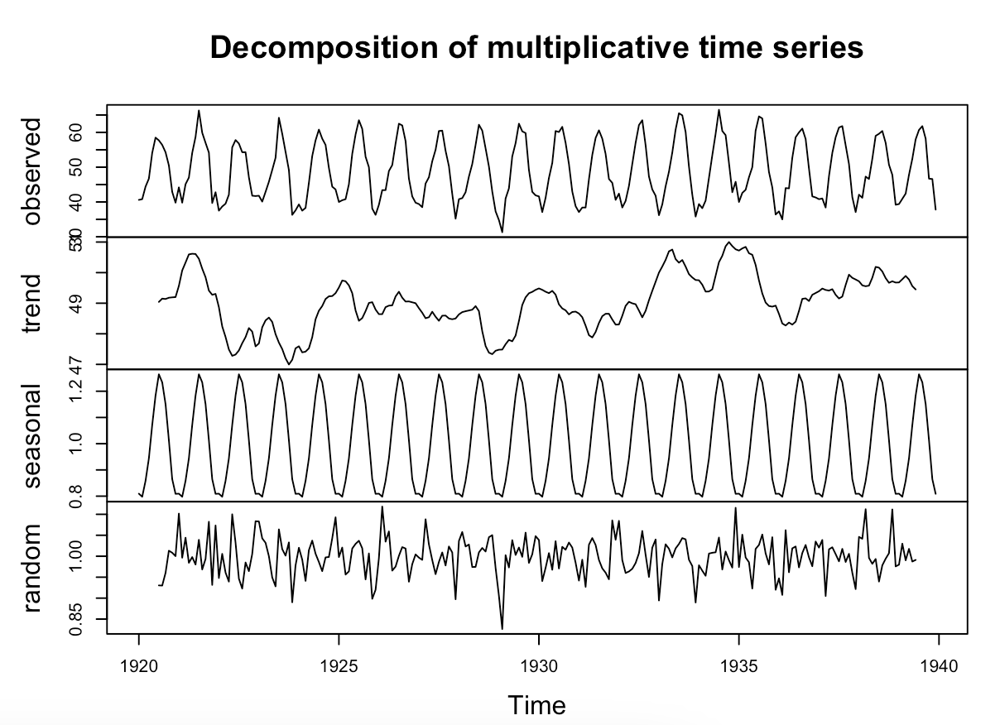 Decomposition of multiplicative time series
observed
30 40 50 60
trend
47 49 51 53
seasonal
0.8 1.0 1.2
random
0.85 1.00
1920 1925 1930 1935 1940
Time